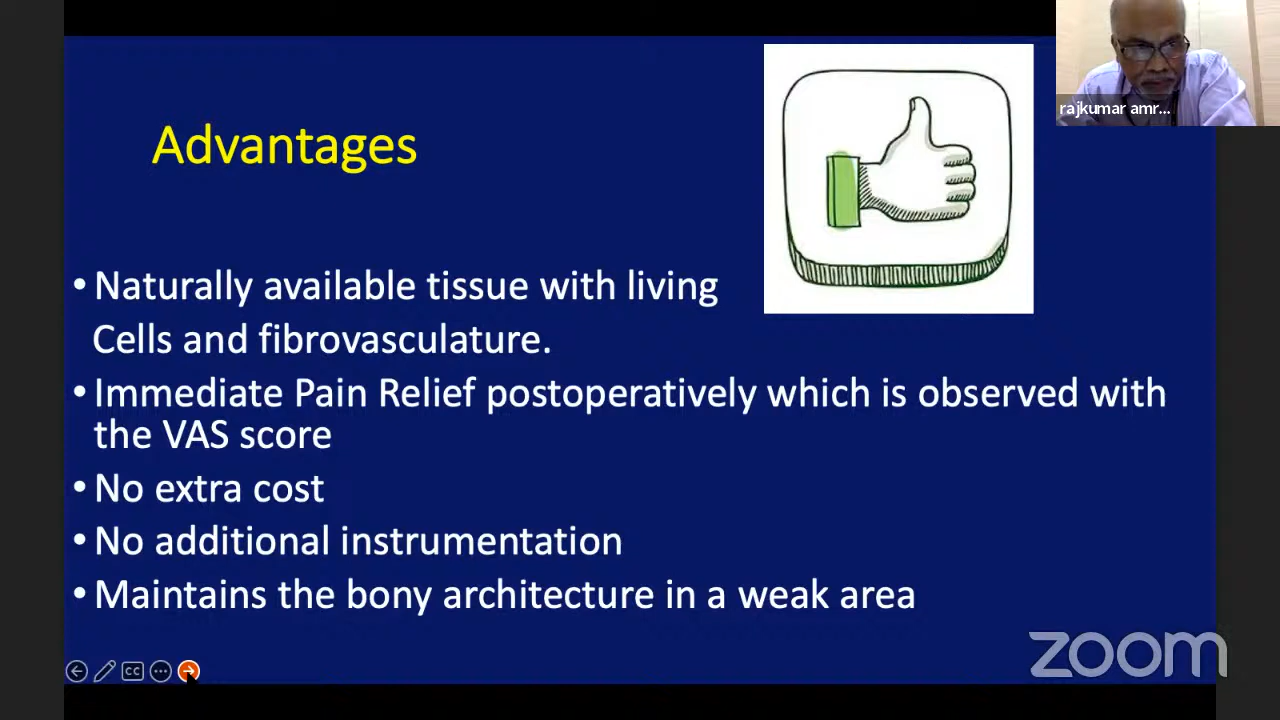 rajkumar amr...
Advantages
• Naturally available tissue with living
Cells and fibrovasculature.
• Immediate Pain Relief postoperatively which is observed with
the VAS score
• No extra cost
• No additional instrumentation
• Maintains the bony architecture in a weak area
zoom
CC